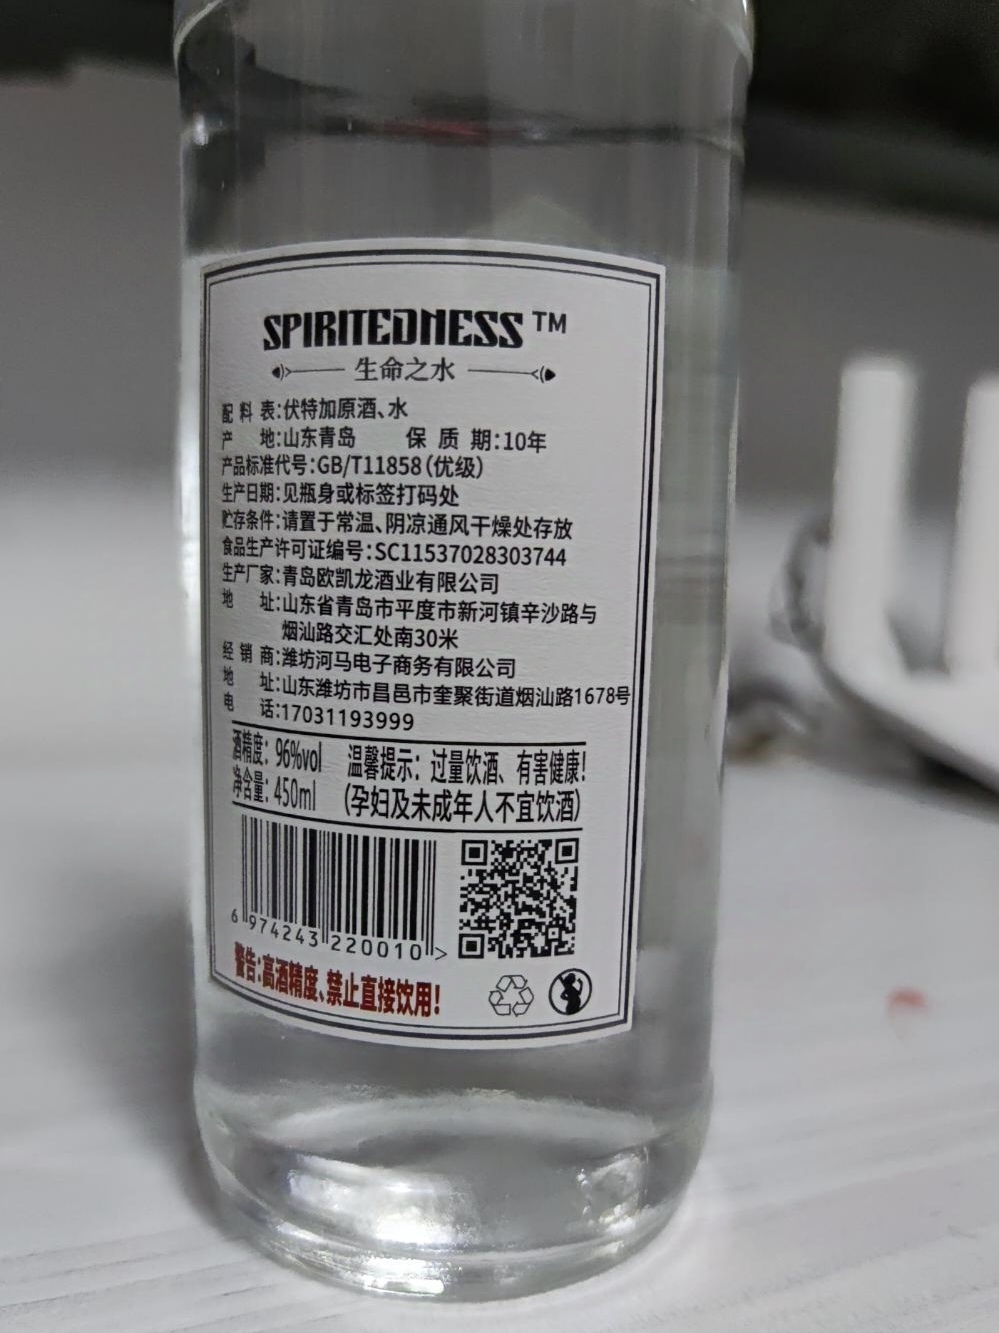 SPIRITEDNESS™
生命之水
配料表:伏特加原酒、水
产 地:山东青岛 保质期:10年
产品标准代号:GB/T11858(优级)
生产日期:见瓶身或标签打码处
贮存条件:请置于常温、阴凉通风干燥处存放
食品生产许可证编号:SC11537028303744
生产厂家:青岛欧凯龙酒业有限公司
地 址:山东省青岛市平度市新河镇辛沙路与
烟汕路交汇处南30米
经销商:潍坊河马电子商务有限公司
地 址:山东潍坊市昌邑市奎聚街道烟汕路1678号
电 话:17031193999
酒精度: 96%vol 温馨提示: 过量饮酒、有害健康!
净含量: 450ml (孕妇及未成年人不宜饮酒)
6 974243 220010 >
警告:高酒精度、禁止直接饮用!